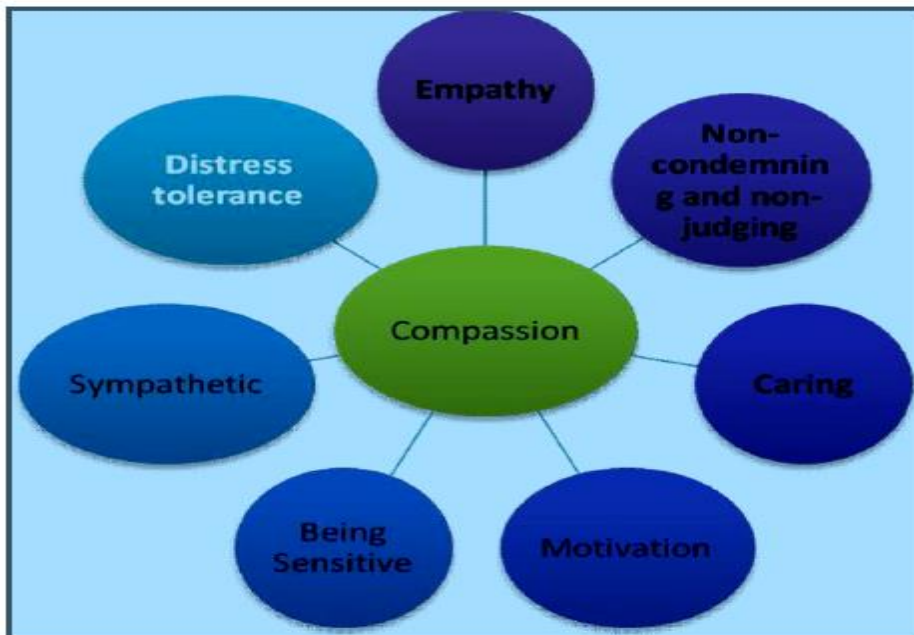 Empathy
Non-
condemnin
g and non-
judging
Caring
Motivation
Being
Sensitive
Sympathetic
Distress
tolerance
Compassion